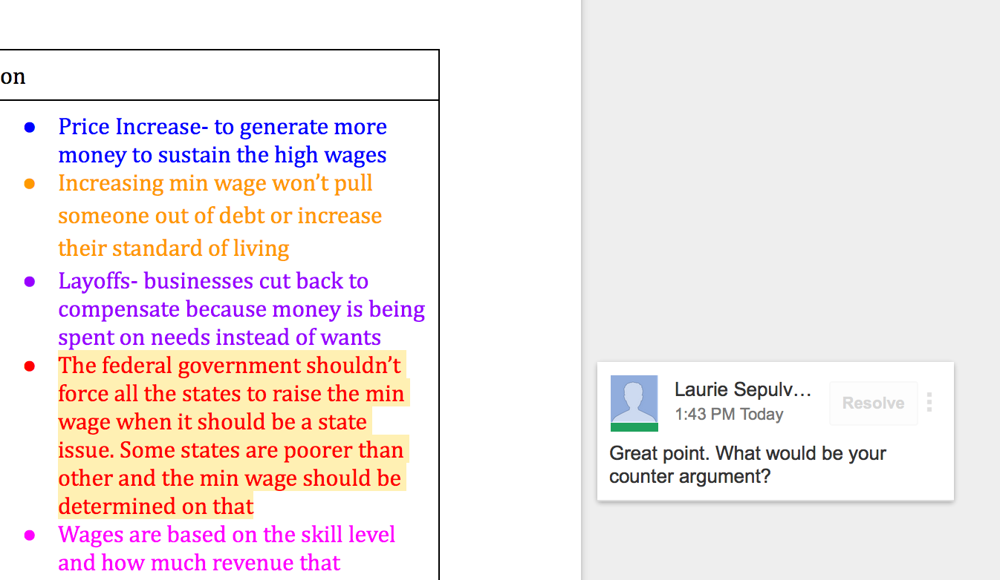 on
Price Increase- to generate more
money to sustain the high wages
Increasing min wage won’t pull
someone out of debt or increase
their standard of living
Layoffs- businesses cut back to
compensate because money is being
spent on needs instead of wants
The federal government shouldn’t
force all the states to raise the min
wage when it should be a state
issue. Some states are poorer than
other and the min wage should be
determined on that
Wages are based on the skill level
and how much revenue that
Laurie Sepulv...
Resolve
1:43 PM Today
Great point. What would be your
counter argument?